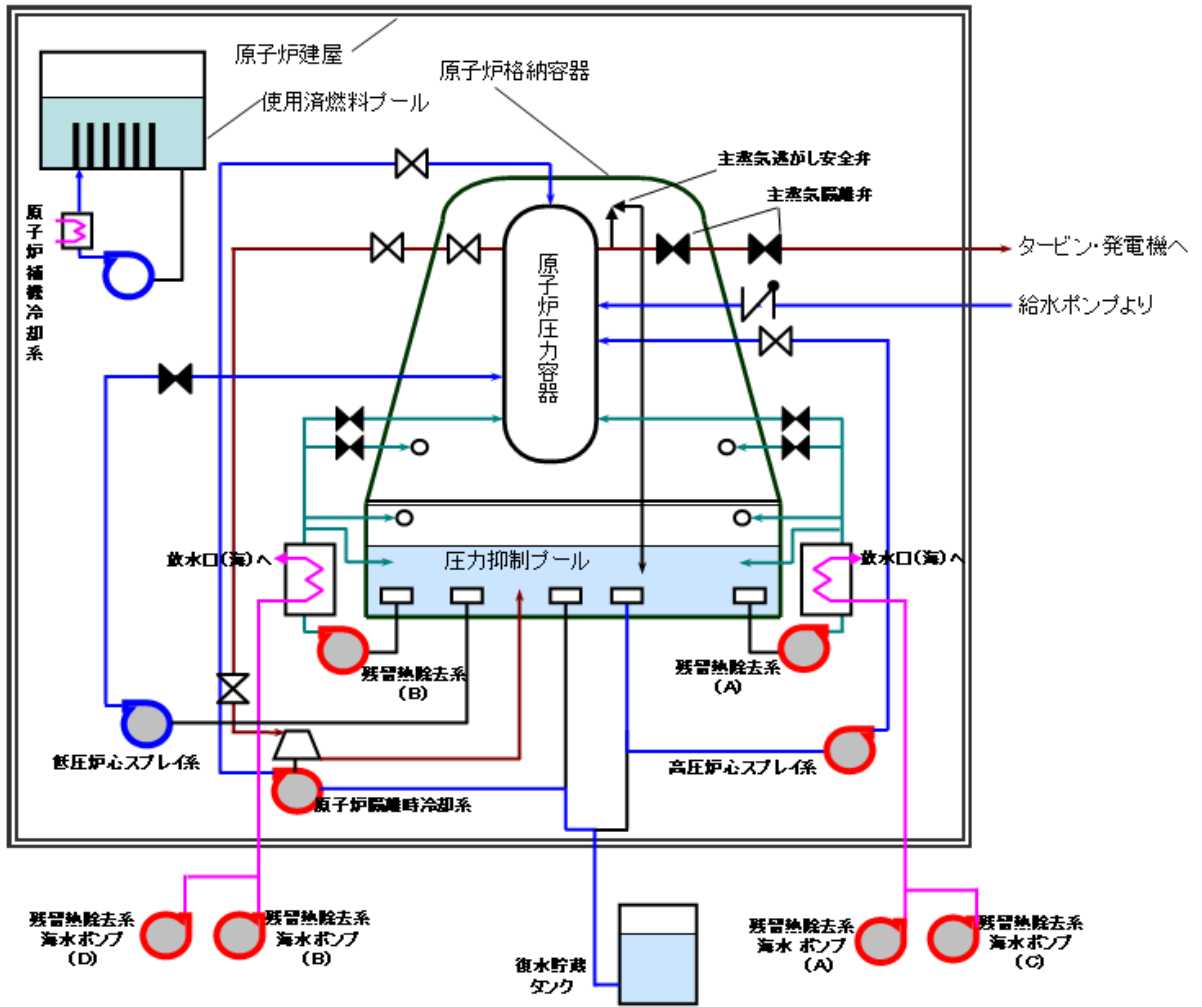 原子炉建屋
原子炉格納容器
使用済燃料プール
主蒸気逃がし安全弁
主蒸気隔離弁
原子炉補機冷却系
タービン・発電機へ
原子炉圧力容器
給水ポンプより
放水口(海)へ
圧力抑制プール
放水口(海)へ
残留熱除去系
(B)
残留熱除去系
(A)
低圧炉心スプレイ系
高圧炉心スプレイ系
原子炉隔離時冷却系
残留熱除去系
海水ポンプ
(D)
残留熱除去系
海水ポンプ
(B)
残留熱除去系
海水 ポンプ
(A)
残留熱除去系
海水ポンプ
(C)
復水貯蔵
タンク